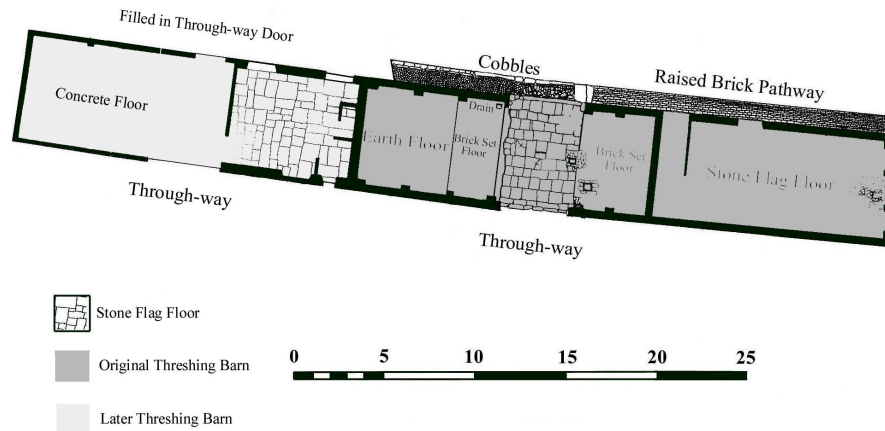 Filled in Through-way Door
Cobbles
Raised Brick Pathway
Concrete Floor
Drain
Earth Floor
Brick Set
Floor
Brick Set
Floor
Stone Flag Floor
Through-way
Through-way
Stone Flag Floor
Original Threshing Barn
Later Threshing Barn
0 5 10 15 20 25